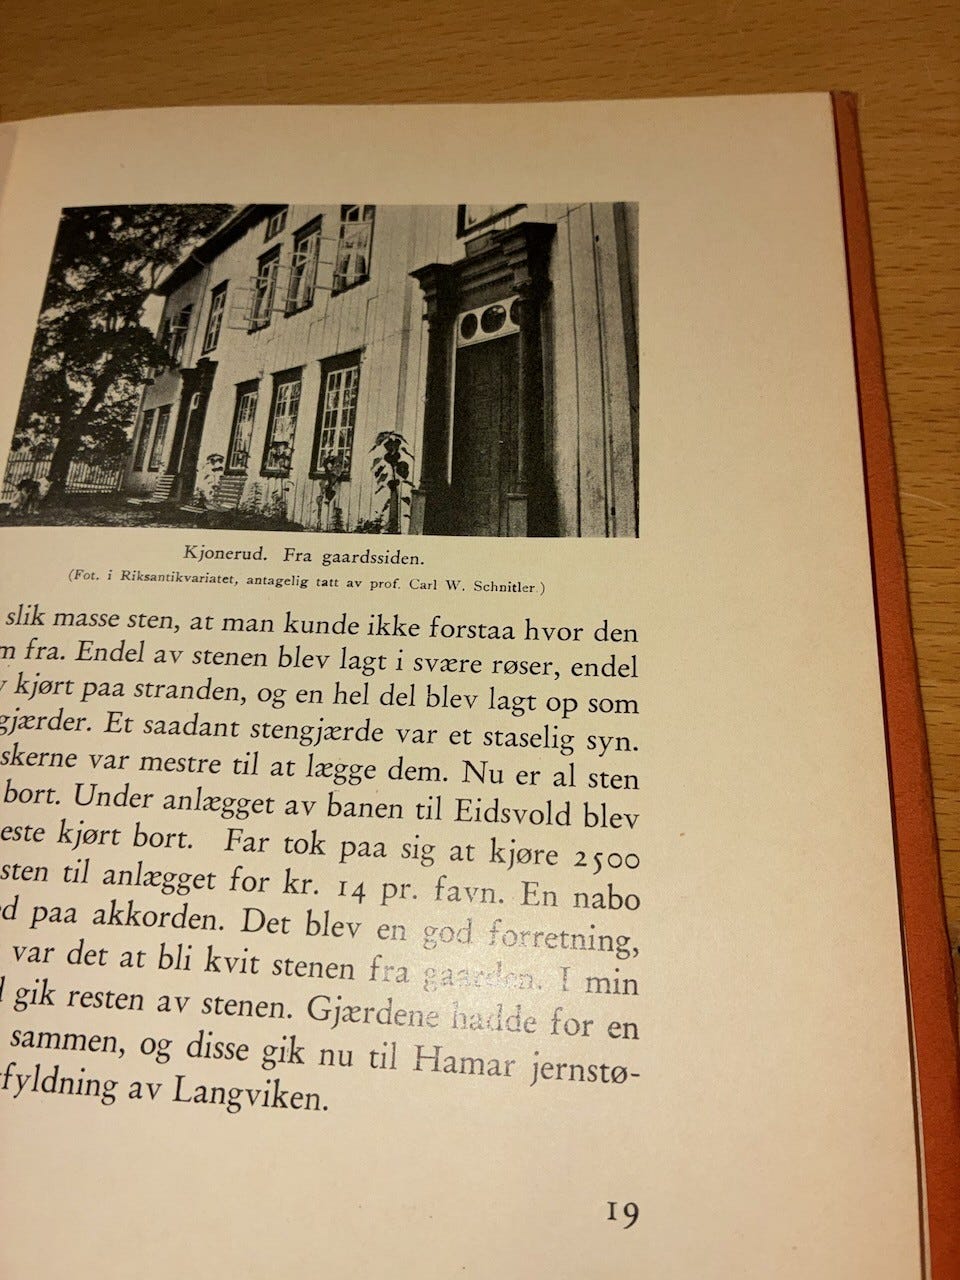 Kjonerud. Fra gaardssiden.
(Fot. i Riksantikvariatet, antagelig tatt av prof. Carl W. Schnitler.)
slik masse sten, at man kunde ikke forstaa hvor den
m fra. Endel av stenen blev lagt i svære røser, endel
v kjørt paa stranden, og en hel del blev lagt op som
gjærder. Et saadant stengjærde var et staselig syn.
skerne var mestre til at lægge dem. Nu er al sten
bort. Under anlægget av banen til Eidsvold blev
este kjørt bort. Far tok paa sig at kjøre 2500
sten til anlægget for kr. 14 pr. favn. En nabo
d paa akkorden. Det blev en god forretning,
var det at bli kvit stenen fra gaarden. I min
d gik resten av stenen. Gjærdene hadde for en
sammen, og disse gik nu til Hamar jernstø-
fyldning av Langviken.
19